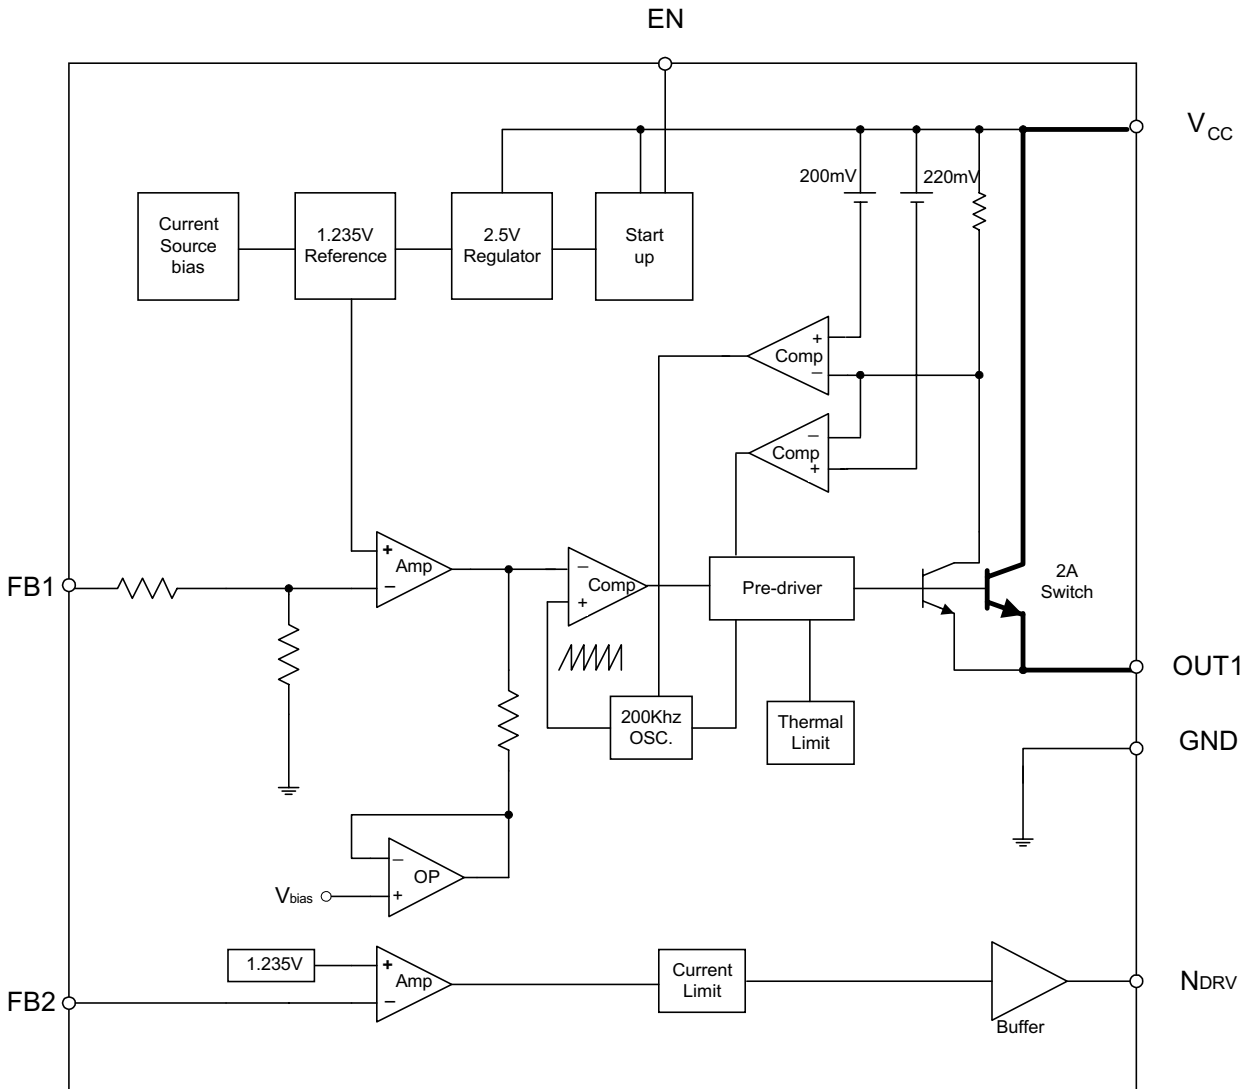 EN
V CC
200mV
220mV
Current
Source
bias
1.235V
Reference
2.5V
Regulator
Start
up
+
Comp
−
−
Comp
+
+
Amp
−
FB1
−
Comp
+
Pre-driver
2A
Switch
OUT1
200Khz
OSC.
Thermal
Limit
GND
−
OP
+
Vbias
1.235V
+
Amp
−
FB2
Current
Limit
Buffer
NDRV